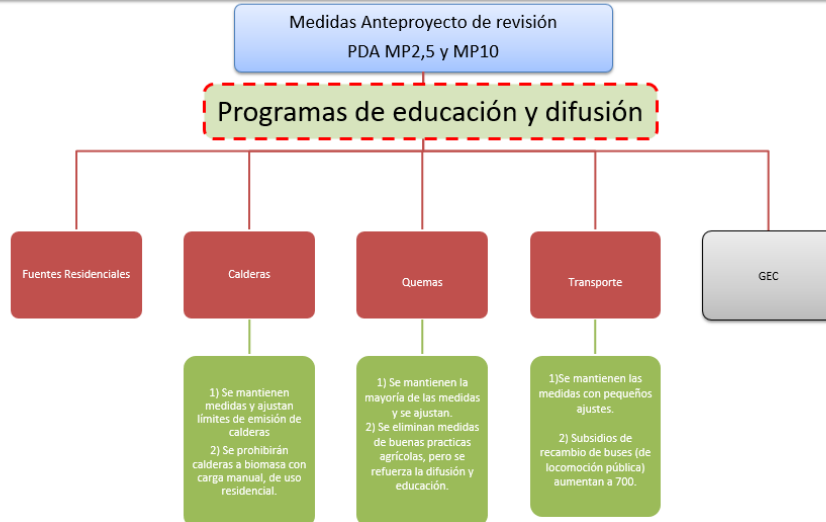 Medidas Anteproyecto de revisión
PDA MP2,5 y MP10
Programas de educación y difusión
Fuentes Residenciales
Calderas
Quemas
Transporte
GEC
1) Se mantienen
medidas y ajustan
límites de emisión de
calderas
2) Se prohibirán
calderas a biomasa con
carga manual, de uso
residencial.
1) Se mantienen la
mayoría de las medidas
y se ajustan.
2) Se eliminan medidas
de buenas practicas
agrícolas, pero se
refuerza la difusión y
educación.
1)Se mantienen las
medidas con pequeños
ajustes.
2) Subsidios de
recambio de buses (de
locomoción pública)
aumentan a 700.